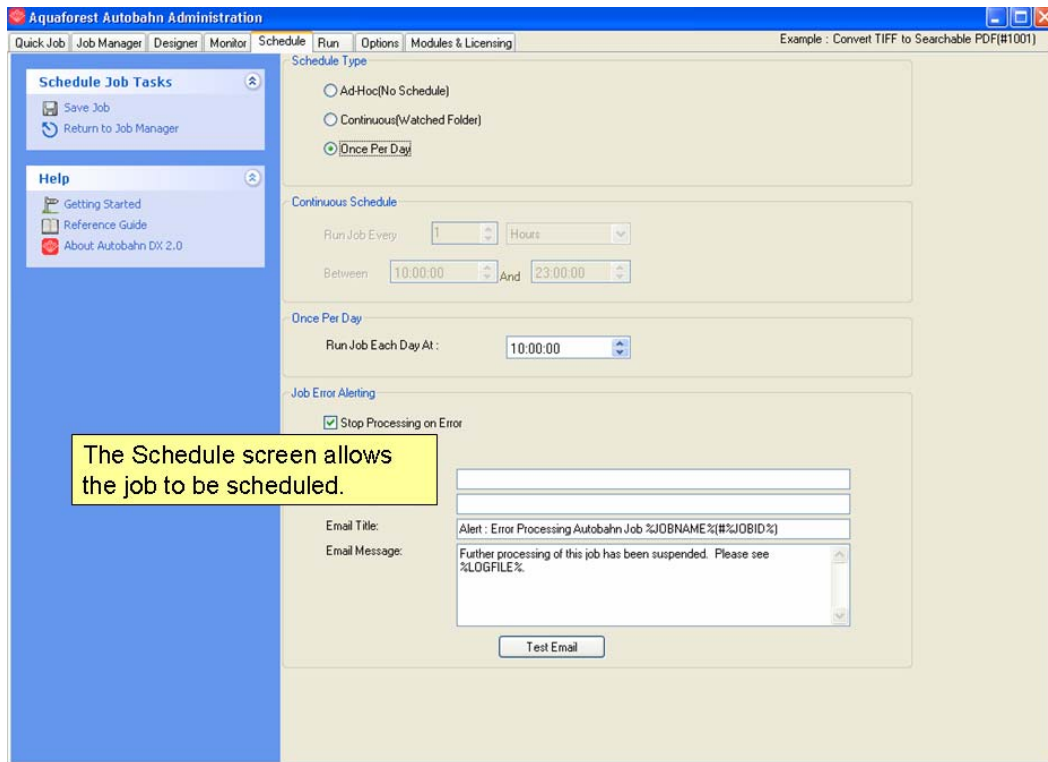 Aquaforest Autobahn Administration
Quick Job Job Manager Designer Monitor Schedule Run Options Modules & Licensing
Example : Convert TIFF to Searchable PDF(#1001)
Schedule Job Tasks
Save Job
Return to Job Manager
Help
Getting Started
Reference Guide
About Autobahn DX 2.0
Schedule Type
Ad-Hoc(No Schedule)
Continuous(Watched Folder)
Once Per Day
Continuous Schedule
Run Job Every 1 Hours
Between 10:00:00 And 23:00:00
Once Per Day
Run Job Each Day At : 10:00:00
Job Error Alerting
Stop Processing on Error
The Schedule screen allows
the job to be scheduled.
Email Title: Alert : Error Processing Autobahn Job %JOBNAME%(#%JOBID%)
Email Message: Further processing of this job has been suspended. Please see
%LOGFILE%.
Test Email